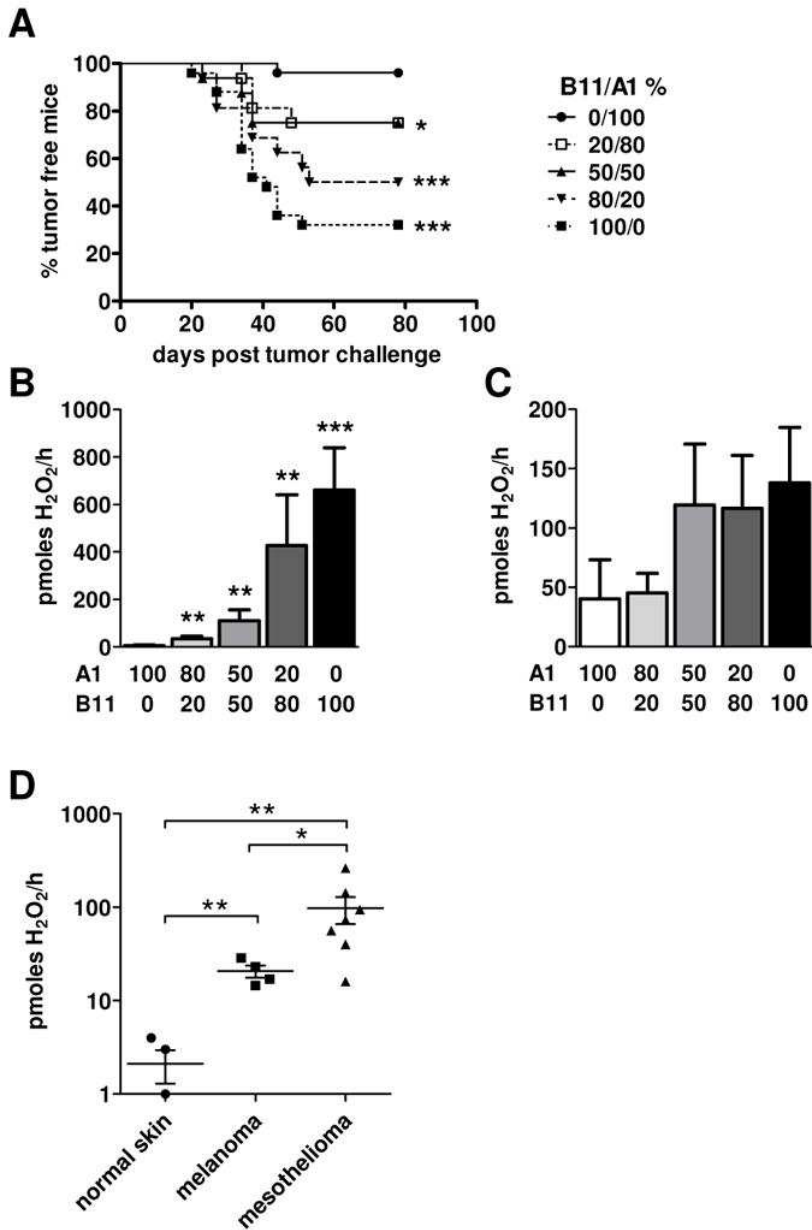 A
100
80
60
40
20
0
% tumor free mice
0 20 40 60 80 100
days post tumor challenge
*
***
***
B11/A1 %
0/100
20/80
50/50
80/20
100/0
B
1000
800
600
400
200
0
pmoles H₂O₂/h
** ** ** ***
A1 100 80 50 20 0
B11 0 20 50 80 100
C
200
150
100
50
0
pmoles H₂O₂/h
A1 100 80 50 20 0
B11 0 20 50 80 100
D
1000
100
10
1
pmoles H₂O₂/h
**
*
**
normal skin
melanoma
mesothelioma